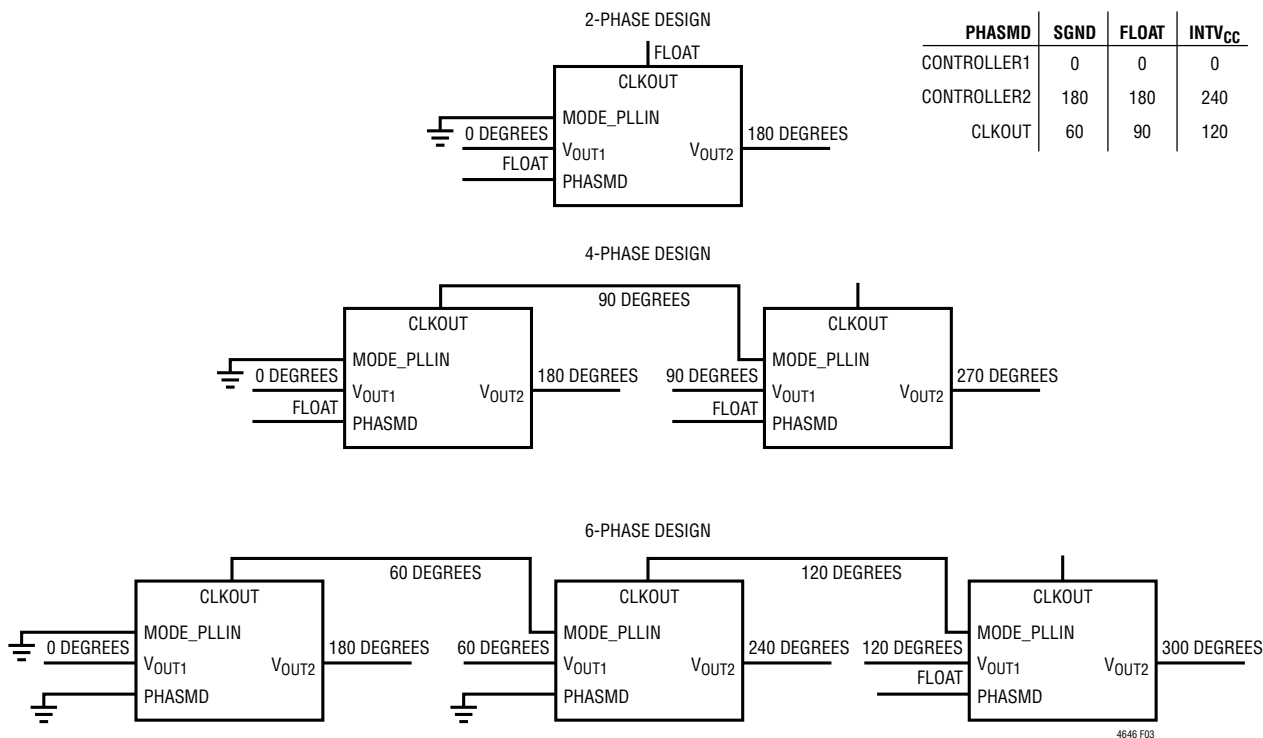 2-PHASE DESIGN
FLOAT
CLKOUT
MODE_PLLIN
0 DEGREES
180 DEGREES
VOUT1
VOUT2
FLOAT
PHASMD
PHASMD SGND FLOAT INTVCC
CONTROLLER1 0 0 0
CONTROLLER2 180 180 240
CLKOUT 60 90 120
4-PHASE DESIGN
90 DEGREES
CLKOUT
MODE_PLLIN
0 DEGREES
180 DEGREES
VOUT1
VOUT2
FLOAT
PHASMD
CLKOUT
MODE_PLLIN
90 DEGREES
270 DEGREES
VOUT1
VOUT2
FLOAT
PHASMD
6-PHASE DESIGN
60 DEGREES
120 DEGREES
CLKOUT
MODE_PLLIN
0 DEGREES
180 DEGREES
VOUT1
VOUT2
PHASMD
CLKOUT
MODE_PLLIN
60 DEGREES
240 DEGREES
VOUT1
VOUT2
PHASMD
CLKOUT
MODE_PLLIN
120 DEGREES
300 DEGREES
VOUT1
VOUT2
FLOAT
PHASMD
4646 F03